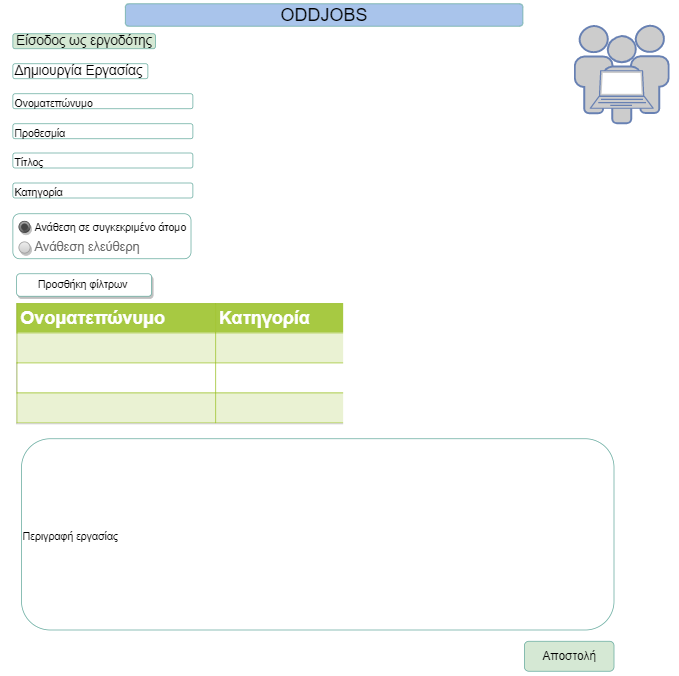 ODDJOBS
Είσοδος ως εργοδότης
Δημιουργία Εργασίας
Ονοματεπώνυμο
Προθεσμία
Τίτλος
Κατηγορία
Ανάθεση σε συγκεκριμένο άτομο
Ανάθεση ελεύθερη
Προσθήκη φίλτρων
Ονοματεπώνυμο Κατηγορία
Περιγραφή εργασίας
Αποστολή